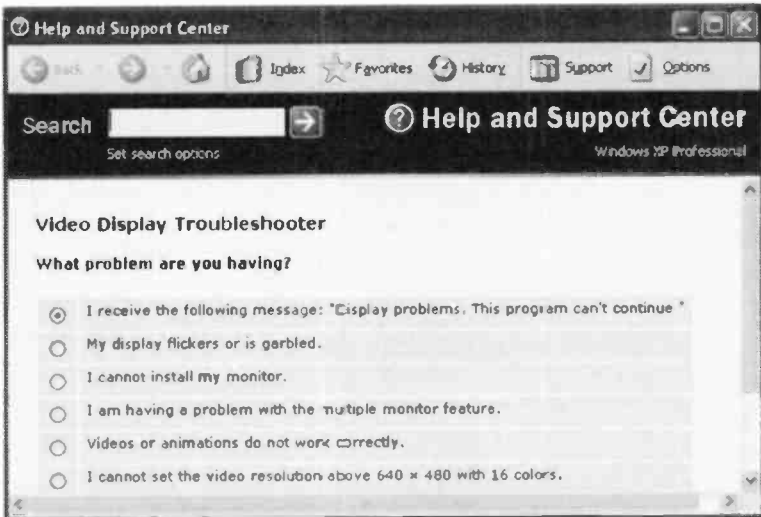 Help and Support Center
Back
Index
Favorites
History
Support
Options
Search
Set search options
Help and Support Center
Windows XP Professional
Video Display Troubleshooter
What problem are you having?
I receive the following message: "Display problems. This program can't continue "
My display flickers or is garbled.
I cannot install my monitor.
I am having a problem with the multiple monitor feature.
Videos or animations do not work correctly.
I cannot set the video resolution above 640 × 480 with 16 colors.